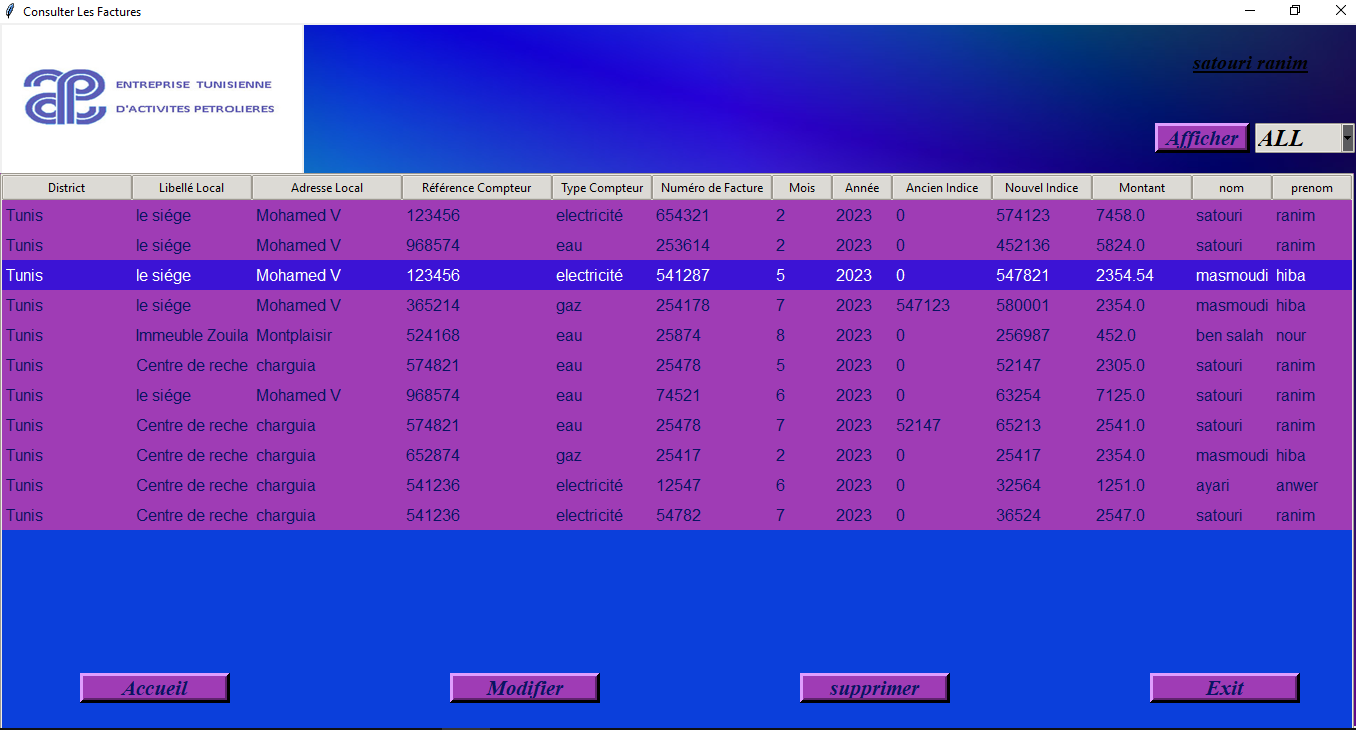 Consulter Les Factures
ENTREPRISE TUNISIENNE
D'ACTIVITES PETROLIERES
satouri ranim
Afficher ALL
District Libellé Local Adresse Local Référence Compteur Type Compteur Numéro de Facture Mois Année Ancien Indice Nouvel Indice Montant nom prenom
Tunis le siége Mohamed V 123456 electricité 654321 2 2023 0 574123 7458.0 satouri ranim
Tunis le siége Mohamed V 968574 eau 253614 2 2023 0 452136 5824.0 satouri ranim
Tunis le siége Mohamed V 123456 electricité 541287 5 2023 0 547821 2354.54 masmoudi hiba
Tunis le siége Mohamed V 365214 gaz 254178 7 2023 547123 580001 2354.0 masmoudi hiba
Tunis Immeuble Zouila Montplaisir 524168 eau 25874 8 2023 0 256987 452.0 ben salah nour
Tunis Centre de reche charguia 574821 eau 25478 5 2023 0 52147 2305.0 satouri ranim
Tunis le siége Mohamed V 968574 eau 74521 6 2023 0 63254 7125.0 satouri ranim
Tunis Centre de reche charguia 574821 eau 25478 7 2023 52147 65213 2541.0 satouri ranim
Tunis Centre de reche charguia 652874 gaz 25417 2 2023 0 25417 2354.0 masmoudi hiba
Tunis Centre de reche charguia 541236 electricité 12547 6 2023 0 32564 1251.0 ayari anwer
Tunis Centre de reche charguia 541236 electricité 54782 7 2023 0 36524 2547.0 satouri ranim
Accueil Modifier supprimer Exit